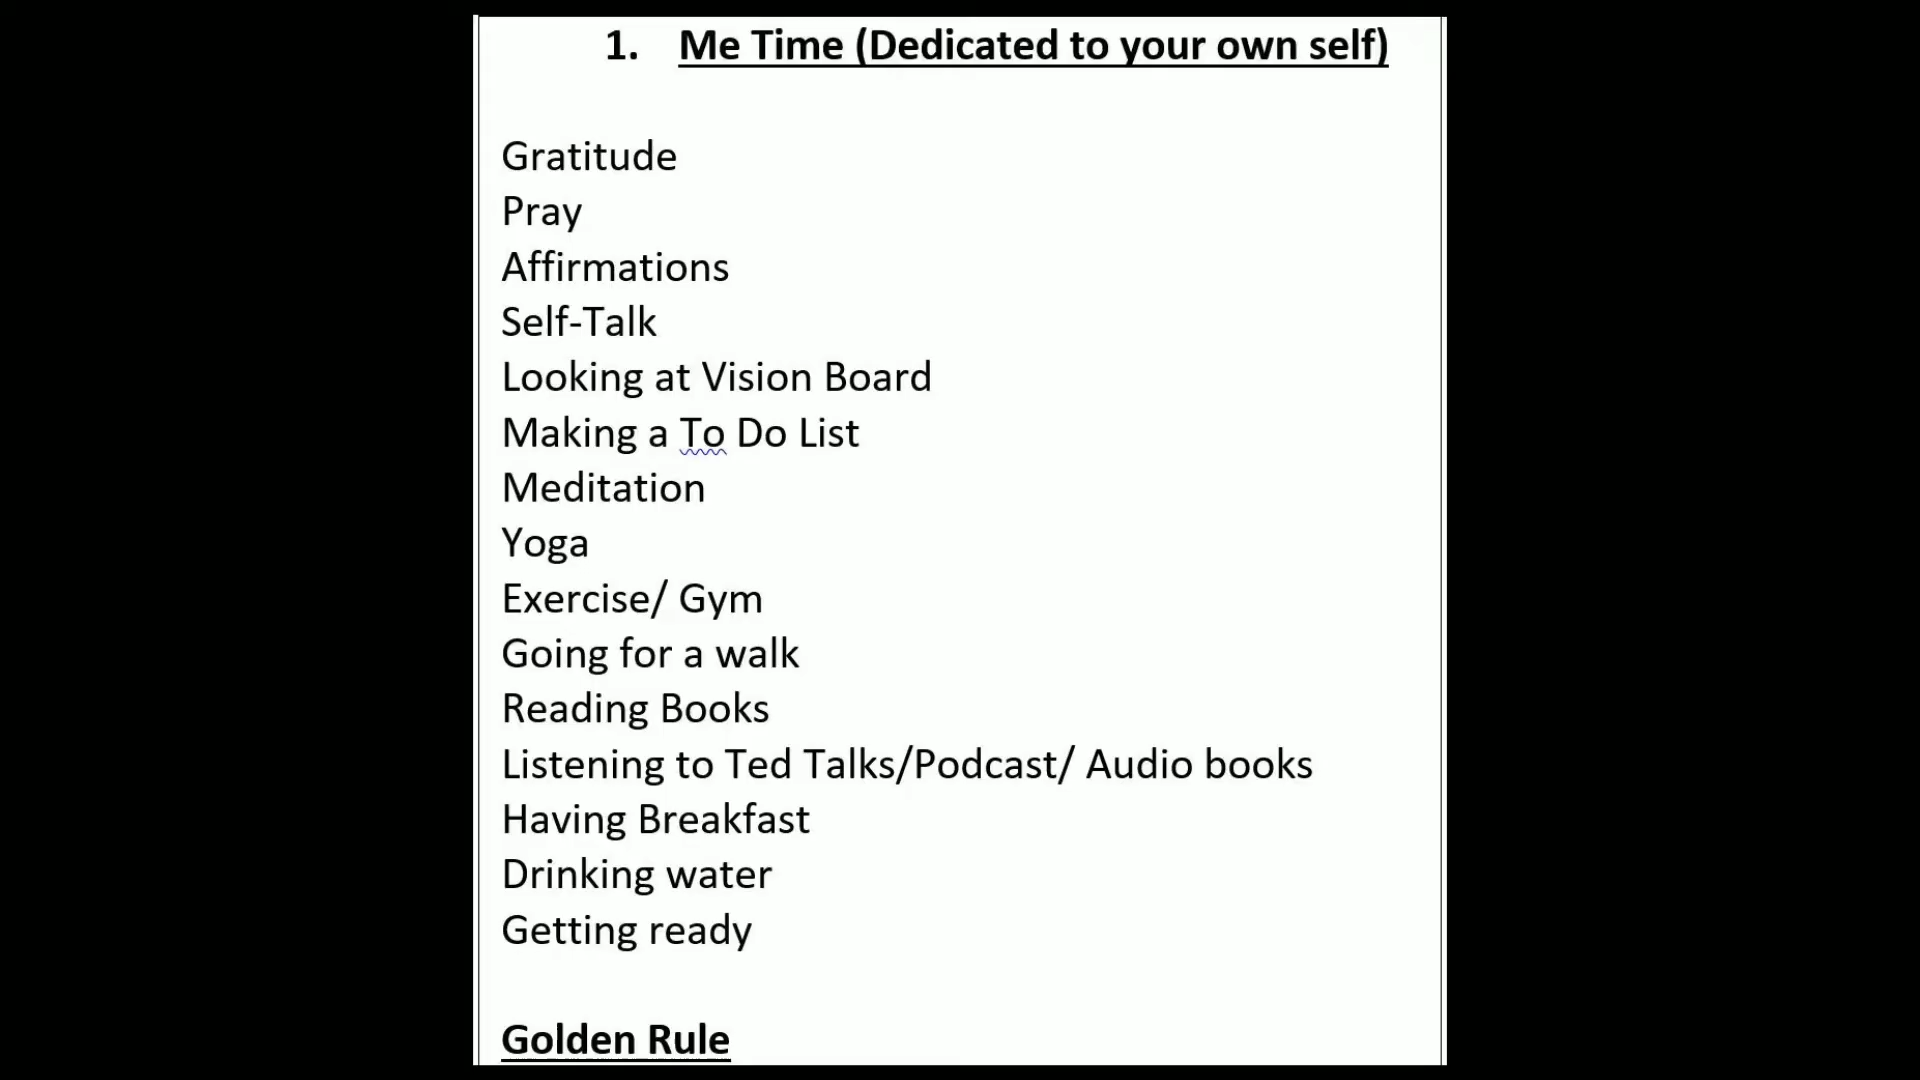 1. Me Time (Dedicated to your own self)
Gratitude
Pray
Affirmations
Self-Talk
Looking at Vision Board
Making a To Do List
Meditation
Yoga
Exercise/ Gym
Going for a walk
Reading Books
Listening to Ted Talks/Podcast/ Audio books
Having Breakfast
Drinking water
Getting ready
Golden Rule